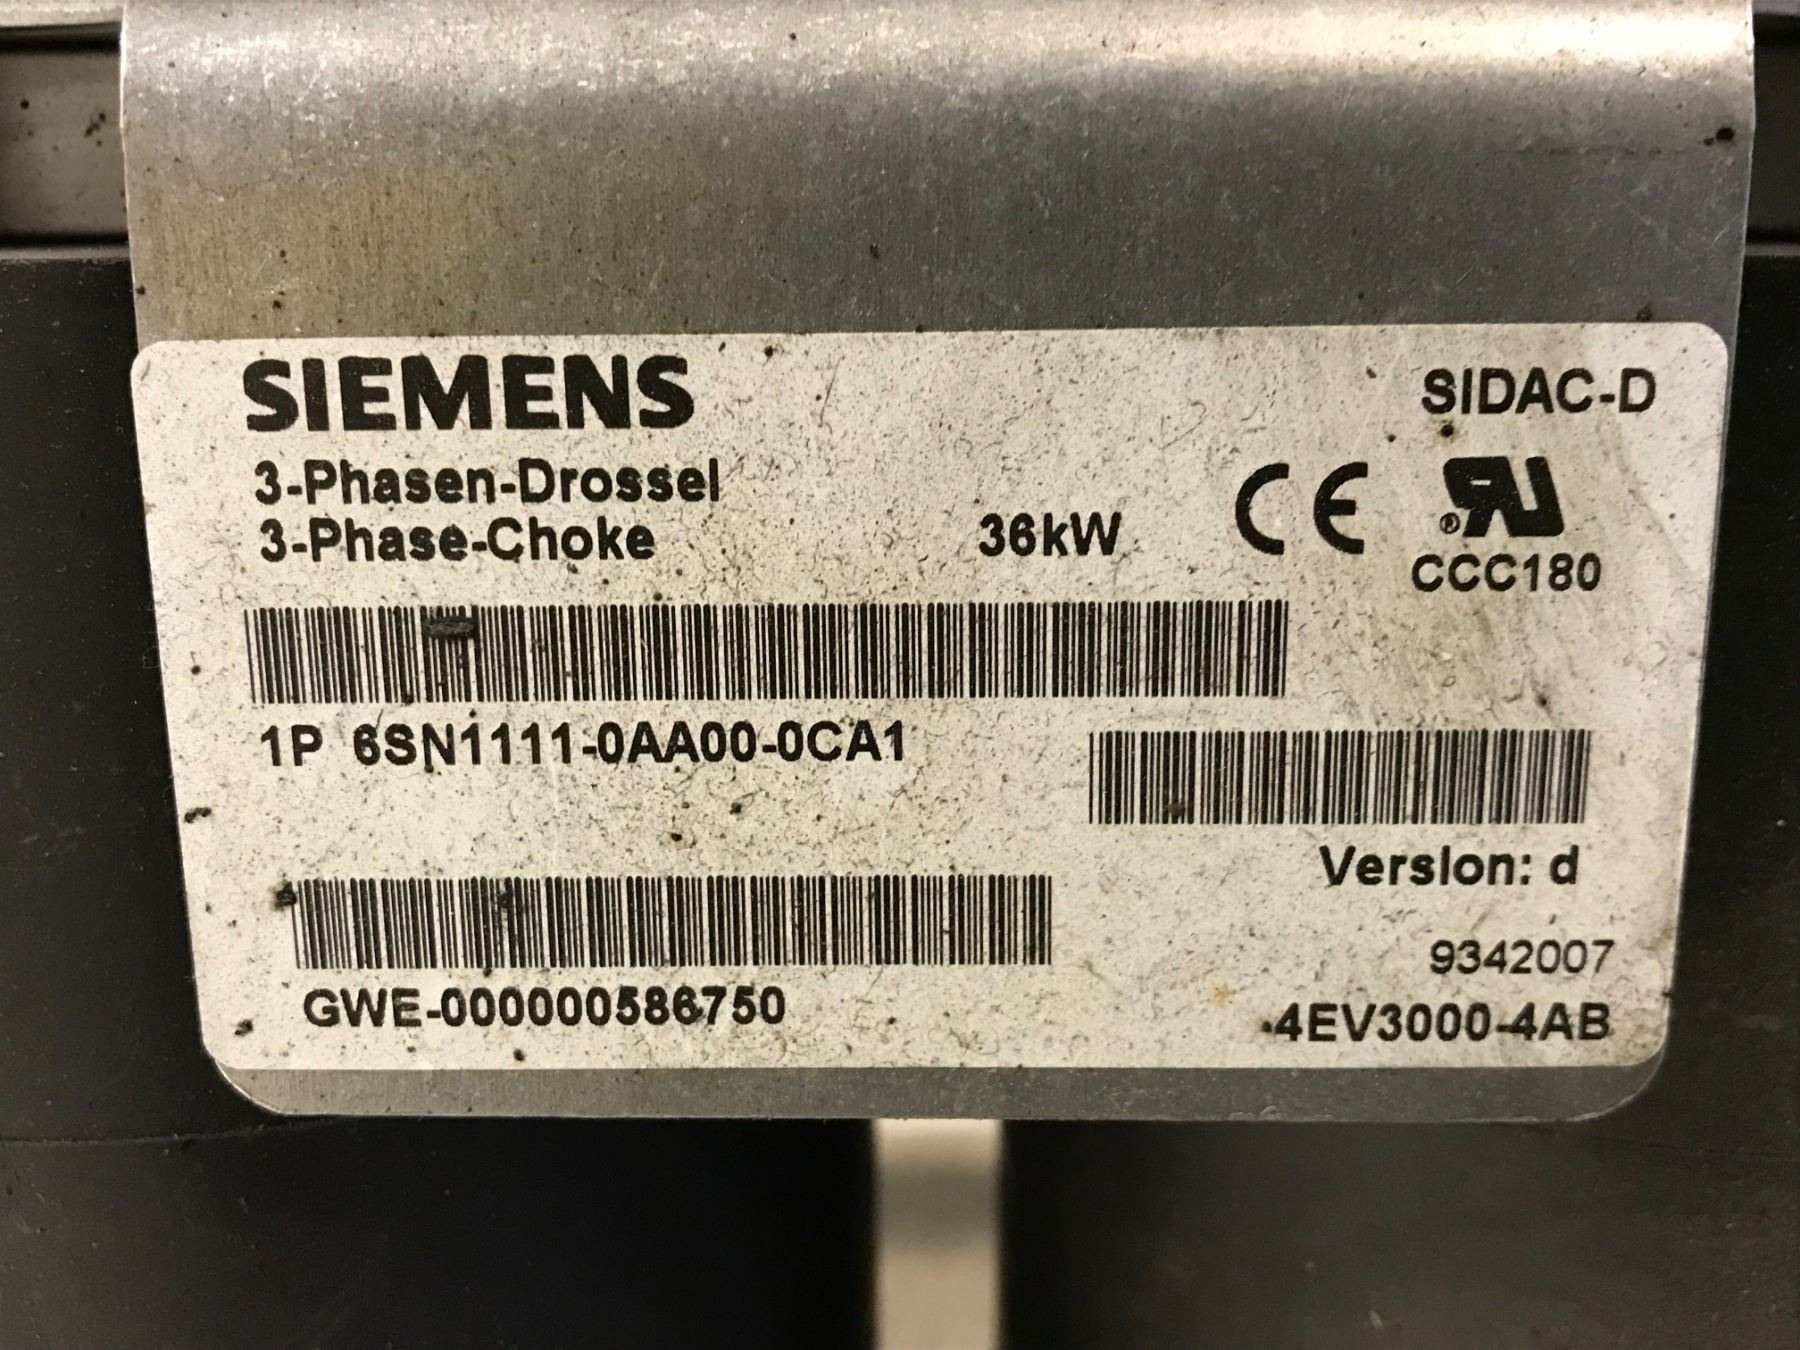 SIEMENS
SIDAC-D
3-Phasen-Drossel
3-Phase-Choke
36kW
CE
® RU
CCC180
1P 6SN1111-0AA00-0CA1
Version: d
GWE-000000586750
9342007
4EV3000-4AB